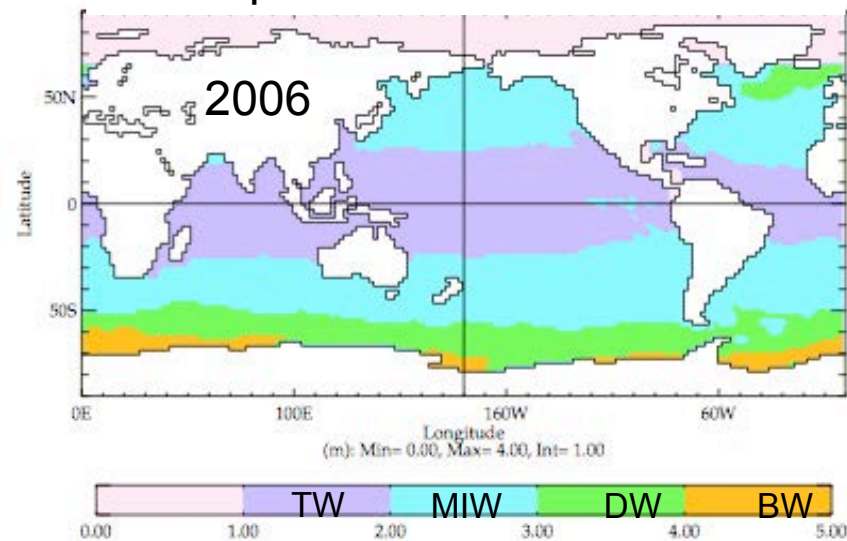 2006
50N
0
50S
Latitude
0E 100E 160W 60W
Longitude
(m): Min= 0.00, Max= 4.00, Int= 1.00
TW MIW DW BW
0.00 1.00 2.00 3.00 4.00 5.00